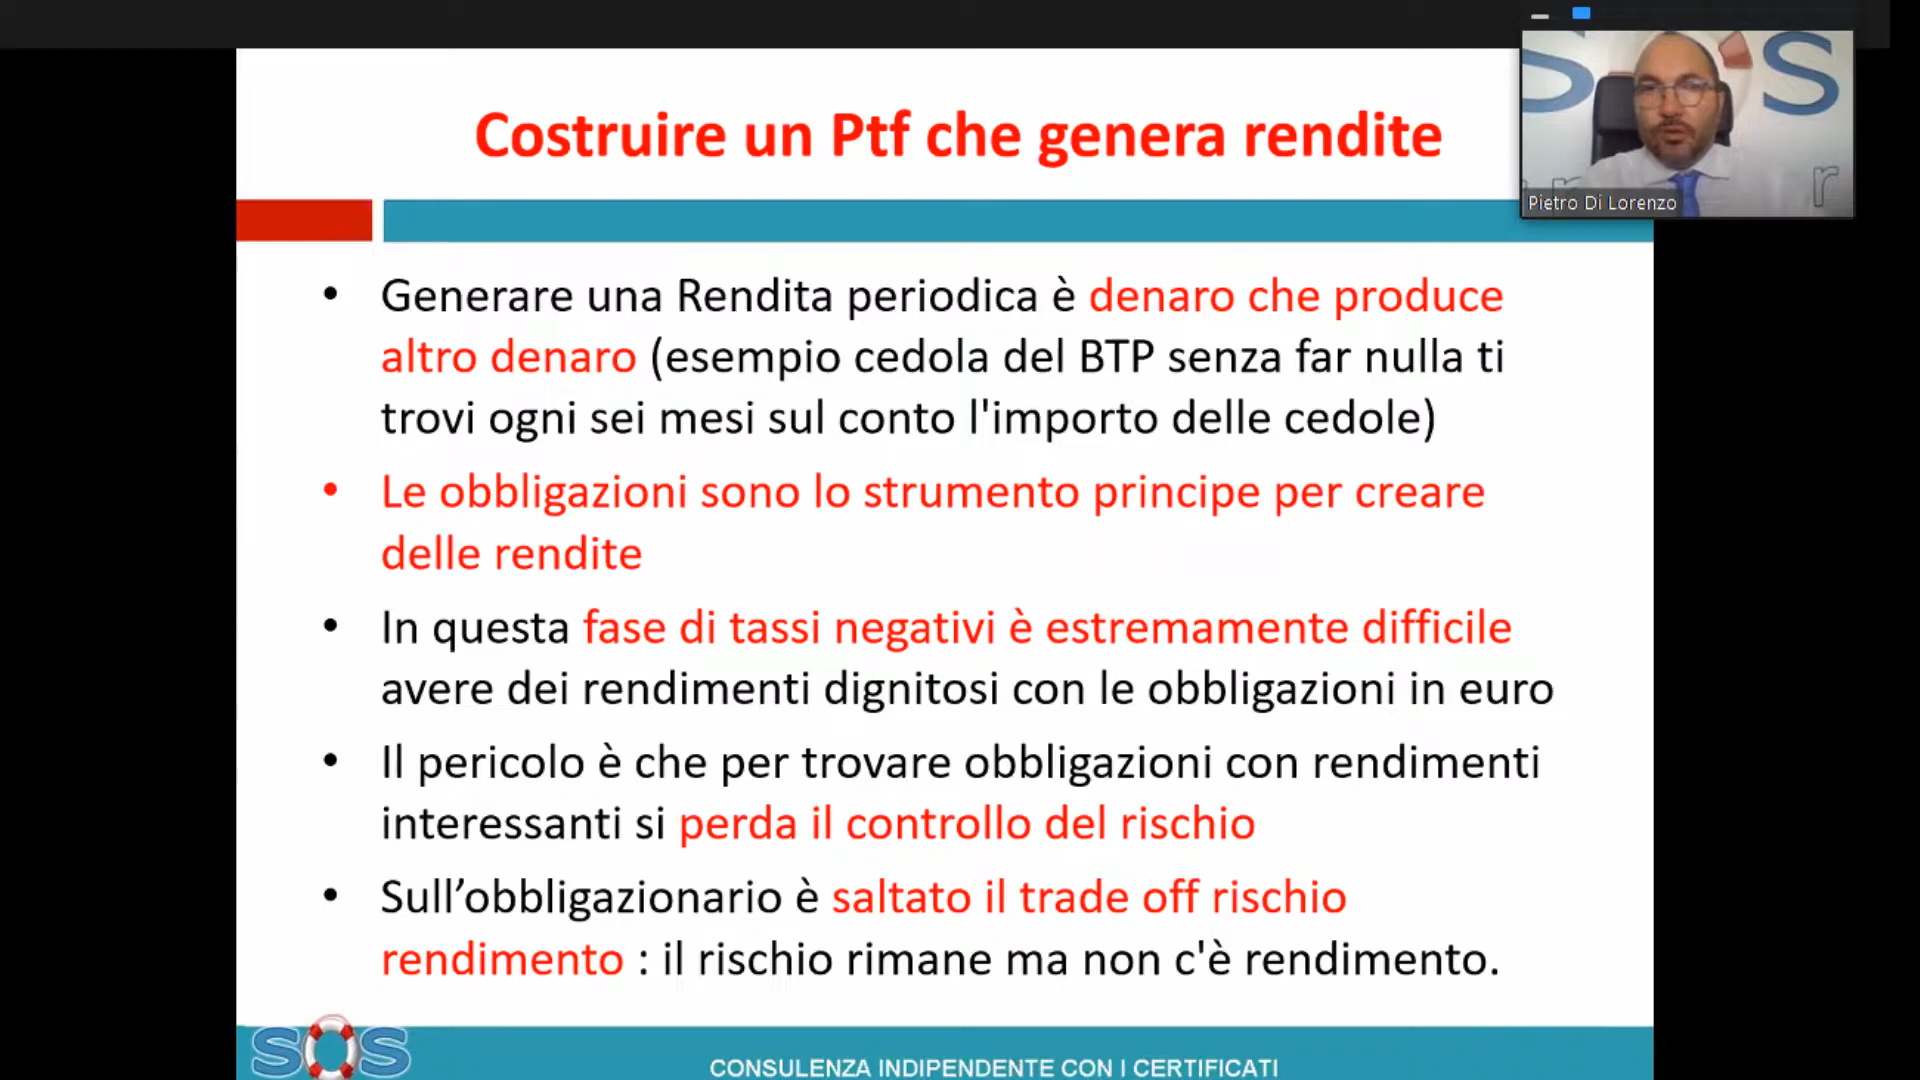 Costruire un Ptf che genera rendite
SOS
r
Pietro Di Lorenzo
• Generare una Rendita periodica è denaro che produce
altro denaro (esempio cedola del BTP senza far nulla ti
trovi ogni sei mesi sul conto l'importo delle cedole)
• Le obbligazioni sono lo strumento principe per creare
delle rendite
• In questa fase di tassi negativi è estremamente difficile
avere dei rendimenti dignitosi con le obbligazioni in euro
• Il pericolo è che per trovare obbligazioni con rendimenti
interessanti si perda il controllo del rischio
• Sull’obbligazionario è saltato il trade off rischio
rendimento : il rischio rimane ma non c'è rendimento.
SOS
CONSULENZA INDIPENDENTE CON I CERTIFICATI